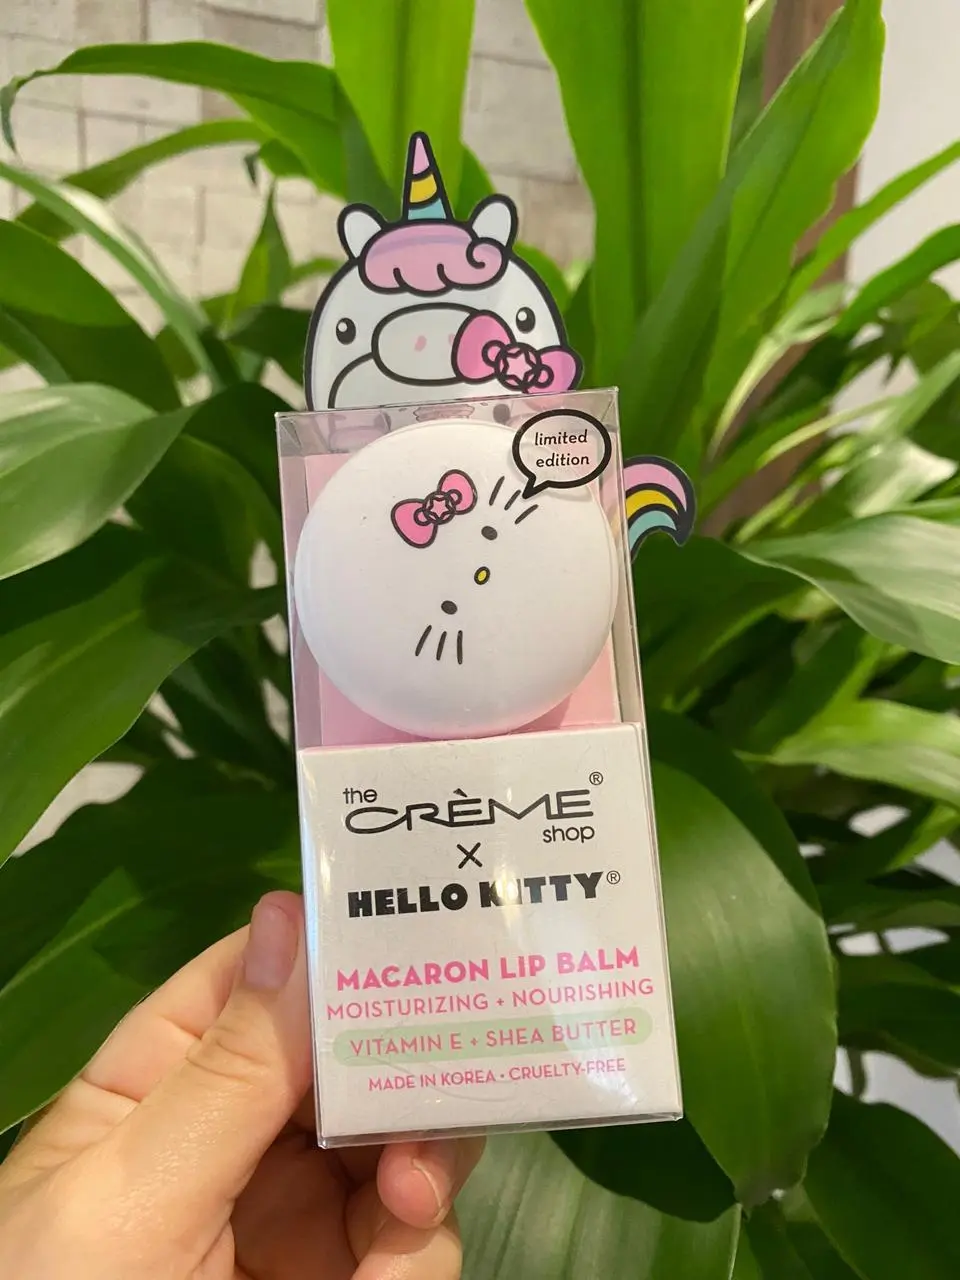 limited
edition
the
CRÈME®
shop
X
HELLO KITTY®
MACARON LIP BALM
MOISTURIZING + NOURISHING
VITAMIN E + SHEA BUTTER
MADE IN KOREA • CRUELTY-FREE